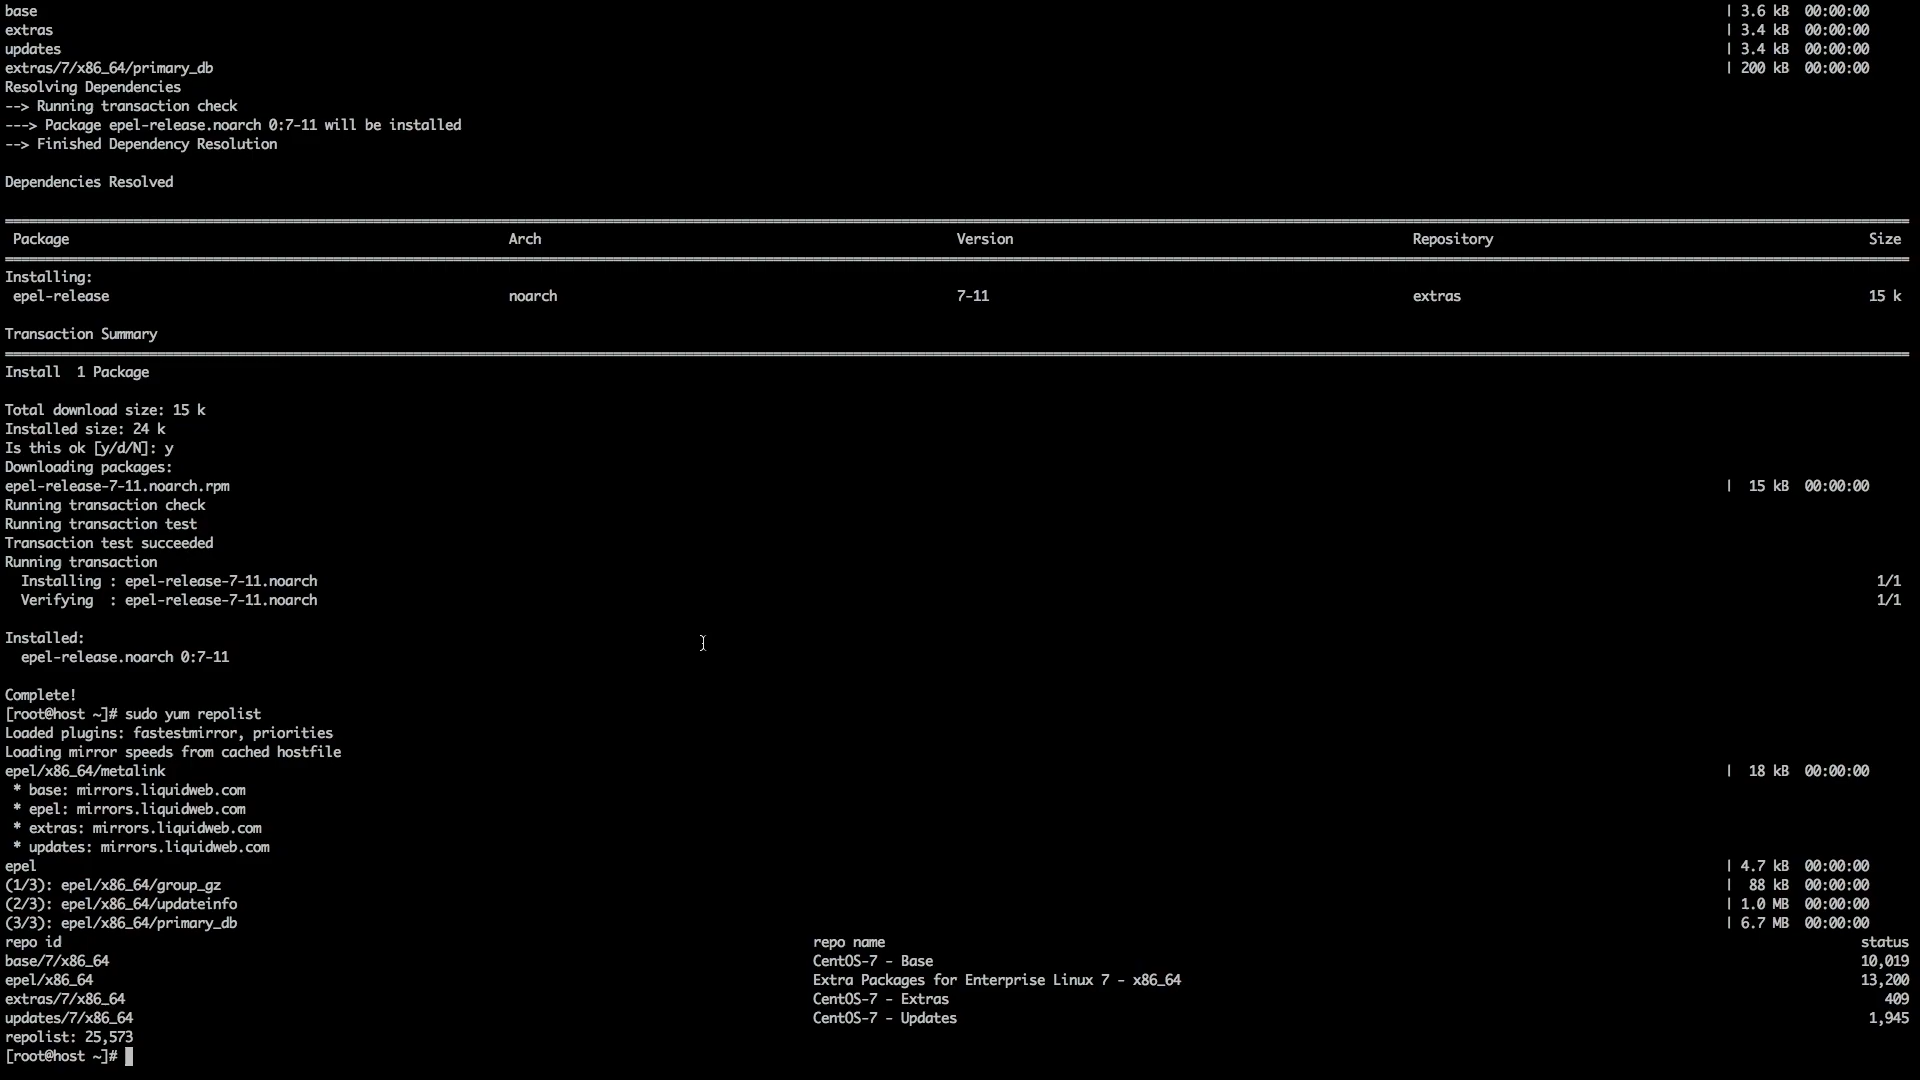 base | 3.6 kB 00:00:00
extras | 3.4 kB 00:00:00
updates | 3.4 kB 00:00:00
extras/7/x86_64/primary_db | 200 kB 00:00:00
Resolving Dependencies
--> Running transaction check
---> Package epel-release.noarch 0:7-11 will be installed
--> Finished Dependency Resolution
Dependencies Resolved
Package Arch Version Repository Size
Installing:
epel-release noarch 7-11 extras 15 k
Transaction Summary
Install 1 Package
Total download size: 15 k
Installed size: 24 k
Is this ok [y/d/N]: y
Downloading packages:
epel-release-7-11.noarch.rpm | 15 kB 00:00:00
Running transaction check
Running transaction test
Transaction test succeeded
Running transaction
Installing : epel-release-7-11.noarch 1/1
Verifying : epel-release-7-11.noarch 1/1
Installed:
epel-release.noarch 0:7-11
Complete!
[root@host ~]# sudo yum repolist
Loaded plugins: fastestmirror, priorities
Loading mirror speeds from cached hostfile
epel/x86_64/metalink | 18 kB 00:00:00
* base: mirrors.liquidweb.com
* epel: mirrors.liquidweb.com
* extras: mirrors.liquidweb.com
* updates: mirrors.liquidweb.com
epel | 4.7 kB 00:00:00
(1/3): epel/x86_64/group_gz | 88 kB 00:00:00
(2/3): epel/x86_64/updateinfo | 1.0 MB 00:00:00
(3/3): epel/x86_64/primary_db | 6.7 MB 00:00:00
repo id repo name status
base/7/x86_64 CentOS-7 - Base 10,019
epel/x86_64 Extra Packages for Enterprise Linux 7 - x86_64 13,200
extras/7/x86_64 CentOS-7 - Extras 409
updates/7/x86_64 CentOS-7 - Updates 1,945
repolist: 25,573
[root@host ~]#